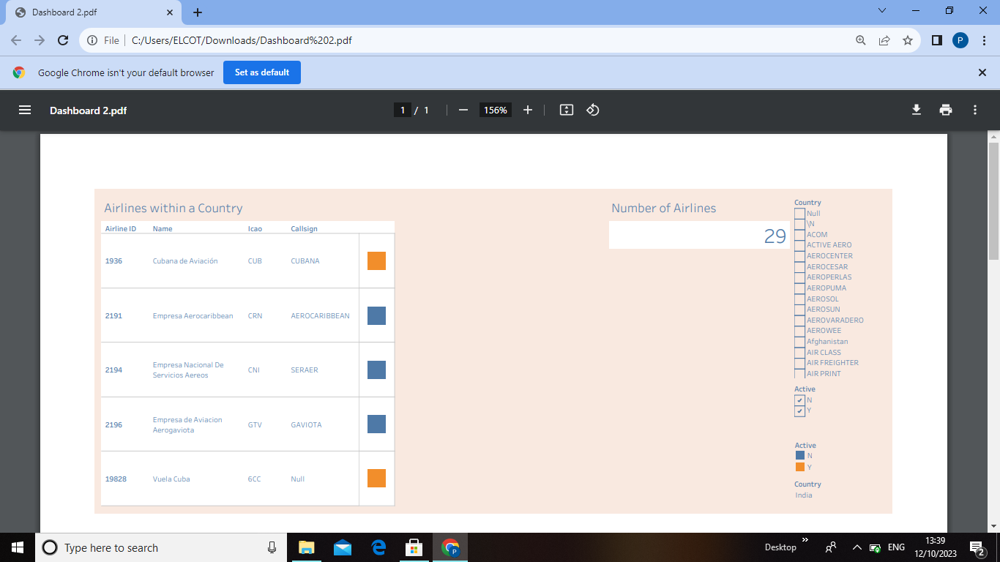 Dashboard 2.pdf
File
C:/Users/ELCOT/Downloads/Dashboard%202.pdf
P
Google Chrome isn't your default browser
Set as default
Dashboard 2.pdf
1 / 1
156%
Airlines within a Country
Airline ID Name Icao Callsign
1936 Cubana de Aviación CUB CUBANA
2191 Empresa Aerocaribbean CRN AEROCARIBBEAN
2194 Empresa Nacional De Servicios Aereos CNI SERAER
2196 Empresa de Aviacion Aerogaviota GTV GAVIOTA
19828 Vuela Cuba 6CC Null
Number of Airlines
29
Country
Null
\N
ACOM
ACTIVE AERO
AEROCENTER
AEROCESAR
AEROPERLAS
AEROPUMA
AEROSOL
AEROSUN
AEROVARADERO
AEROWEE
Afghanistan
AIR CLASS
AIR FREIGHTER
AIR PRINT
Active
N
Y
Active
N
Y
Country
India
Type here to search
P
Desktop
ENG
13:39
12/10/2023
2